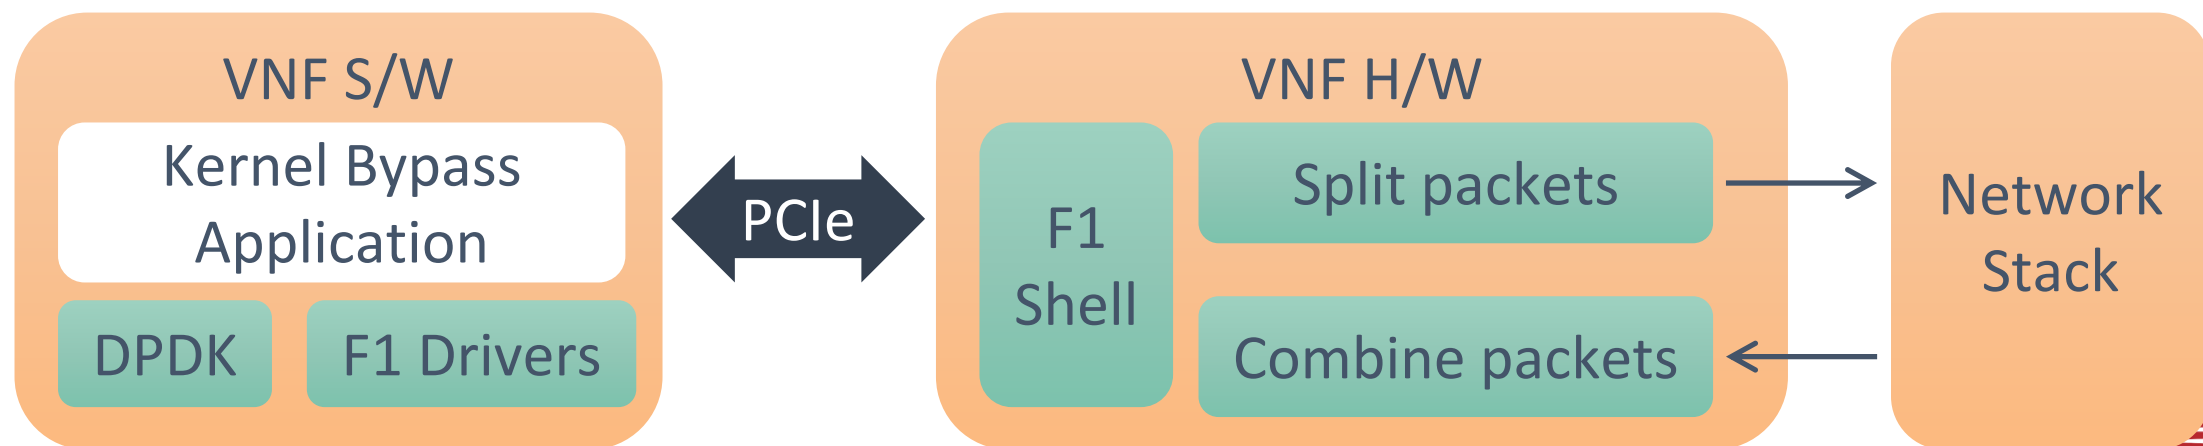 VNF S/W
Kernel Bypass
Application
DPDK
F1 Drivers
PCIe
VNF H/W
F1
Shell
Split packets
Combine packets
Network
Stack